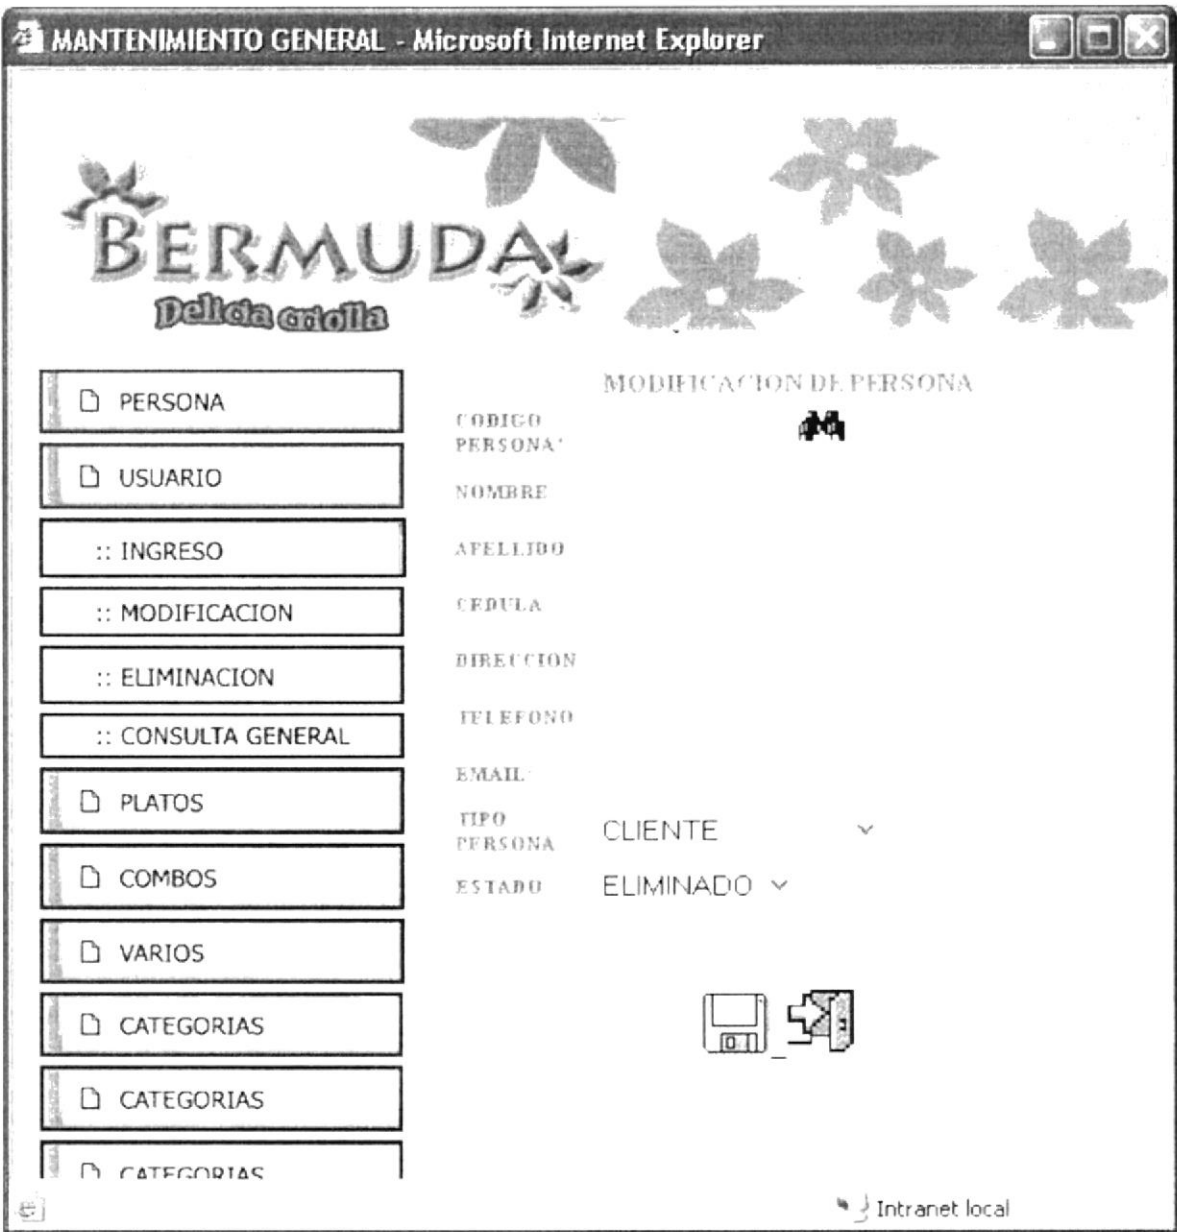 MANTENIMIENTO GENERAL - Microsoft Internet Explorer
BERMUDA
Delicia criolla
PERSONA
USUARIO
:: INGRESO
:: MODIFICACION
:: ELIMINACION
:: CONSULTA GENERAL
PLATOS
COMBOS
VARIOS
CATEGORIAS
CATEGORIAS
CATEGORIAS
MODIFICACION DE PERSONA
CODIGO
PERSONA:
NOMBRE
APELLIDO
CEDULA
DIRECCION
TELEFONO
EMAIL:
TIPO
PERSONA
CLIENTE
ESTADO
ELIMINADO
Intranet local